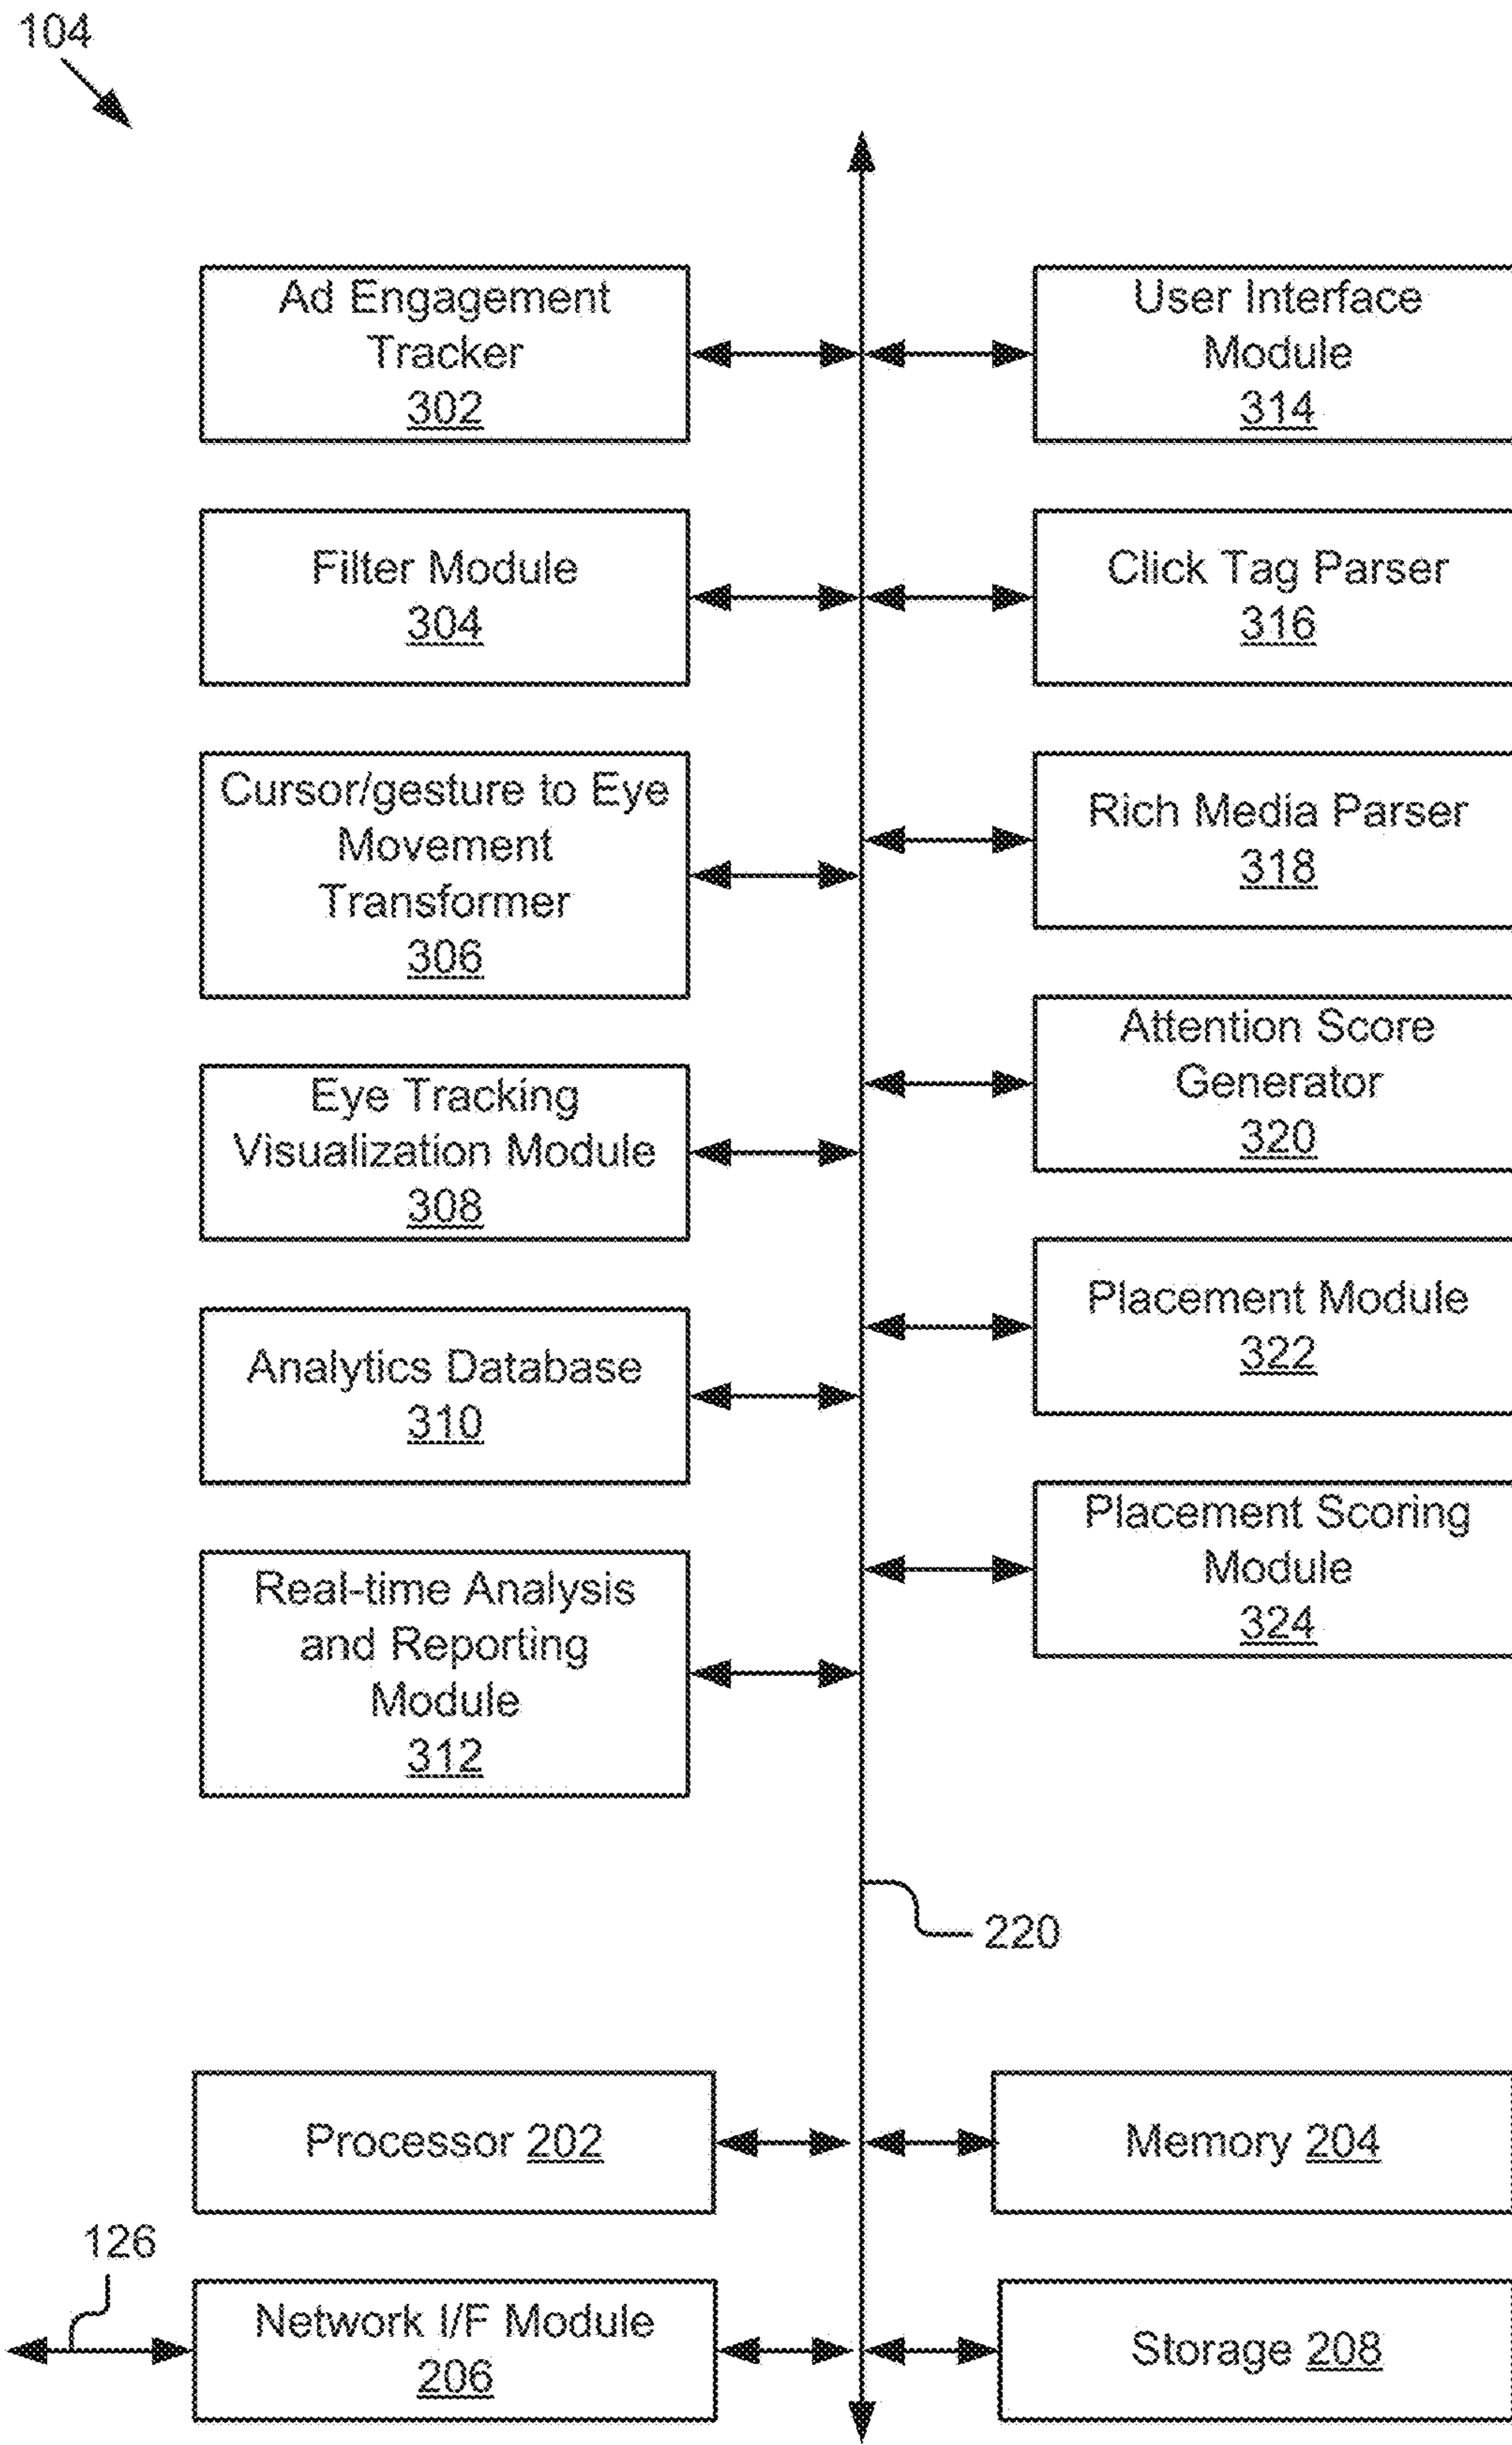 104
Ad Engagement
Tracker
302
Filter Module
304
Cursor/gesture to Eye
Movement
Transformer
306
Eye Tracking
Visualization Module
308
Analytics Database
310
Real-time Analysis
and Reporting
Module
312
User Interface
Module
314
Click Tag Parser
316
Rich Media Parser
318
Attention Score
Generator
320
Placement Module
322
Placement Scoring
Module
324
220
Processor 202
Memory 204
126
Network I/F Module
206
Storage 208